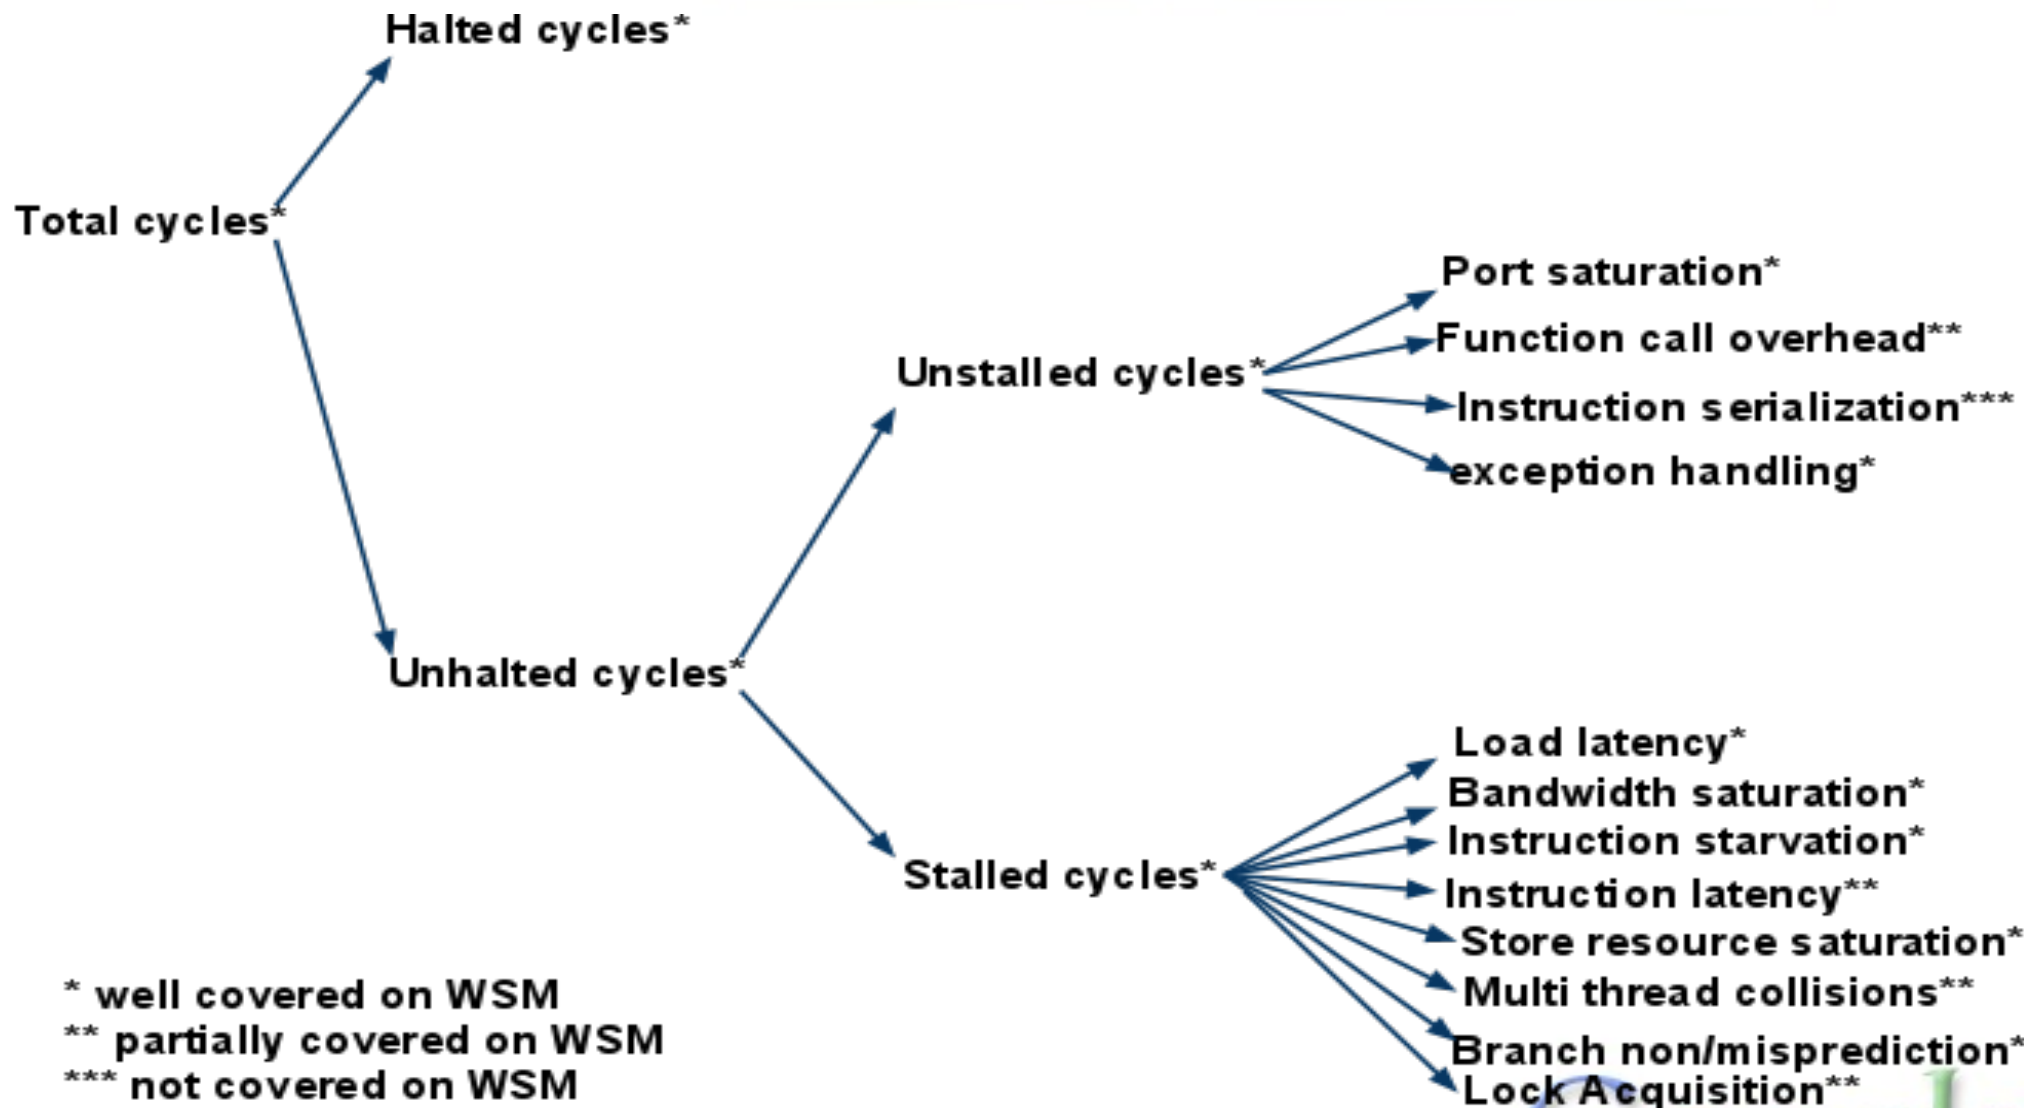 Halted cycles*
Total cycles*
Port saturation*
Function call overhead**
Unstalled cycles*
Instruction serialization***
exception handling*
Unhalted cycles*
Load latency*
Bandwidth saturation*
Instruction starvation*
Stalled cycles*
Instruction latency**
Store resource saturation*
Multi thread collisions**
Branch non/misprediction*
Lock Acquisition**
* well covered on WSM
** partially covered on WSM
*** not covered on WSM